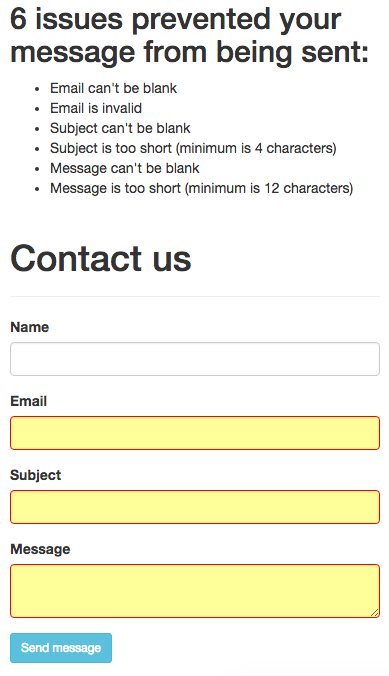 6 issues prevented your
message from being sent:
Email can't be blank
Email is invalid
Subject can't be blank
Subject is too short (minimum is 4 characters)
Message can't be blank
Message is too short (minimum is 12 characters)
Contact us
Name
Email
Subject
Message
Send message